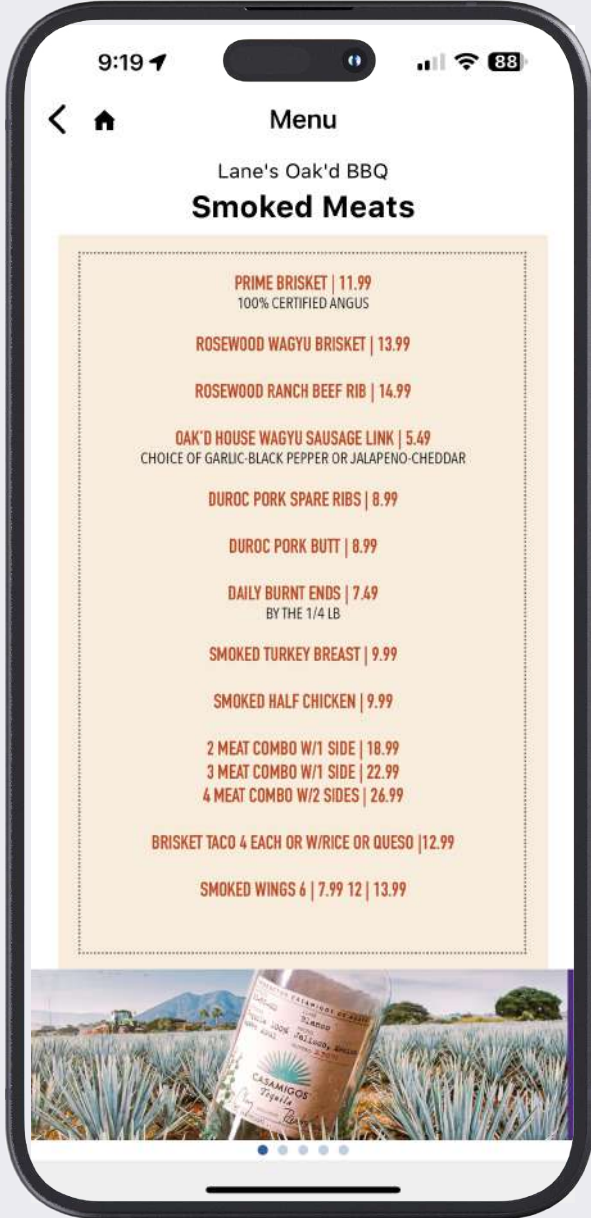 9:19
88
Menu
Lane's Oak'd BBQ
Smoked Meats
PRIME BRISKET | 11.99
100% CERTIFIED ANGUS
ROSEWOOD WAGYU BRISKET | 13.99
ROSEWOOD RANCH BEEF RIB | 14.99
OAK'D HOUSE WAGYU SAUSAGE LINK | 5.49
CHOICE OF GARLIC-BLACK PEPPER OR JALAPENO-CHEDDAR
DUROC PORK SPARE RIBS | 8.99
DUROC PORK BUTT | 8.99
DAILY BURNT ENDS | 7.49
BY THE 1/4 LB
SMOKED TURKEY BREAST | 9.99
SMOKED HALF CHICKEN | 9.99
2 MEAT COMBO W/1 SIDE | 18.99
3 MEAT COMBO W/1 SIDE | 22.99
4 MEAT COMBO W/2 SIDES | 26.99
BRISKET TACO 4 EACH OR W/RICE OR QUESO |12.99
SMOKED WINGS 6 | 7.99 12 | 13.99
CASAMIGOS DE
Blanco
100%
Jalisco,
CASAMIGOS
Tequila